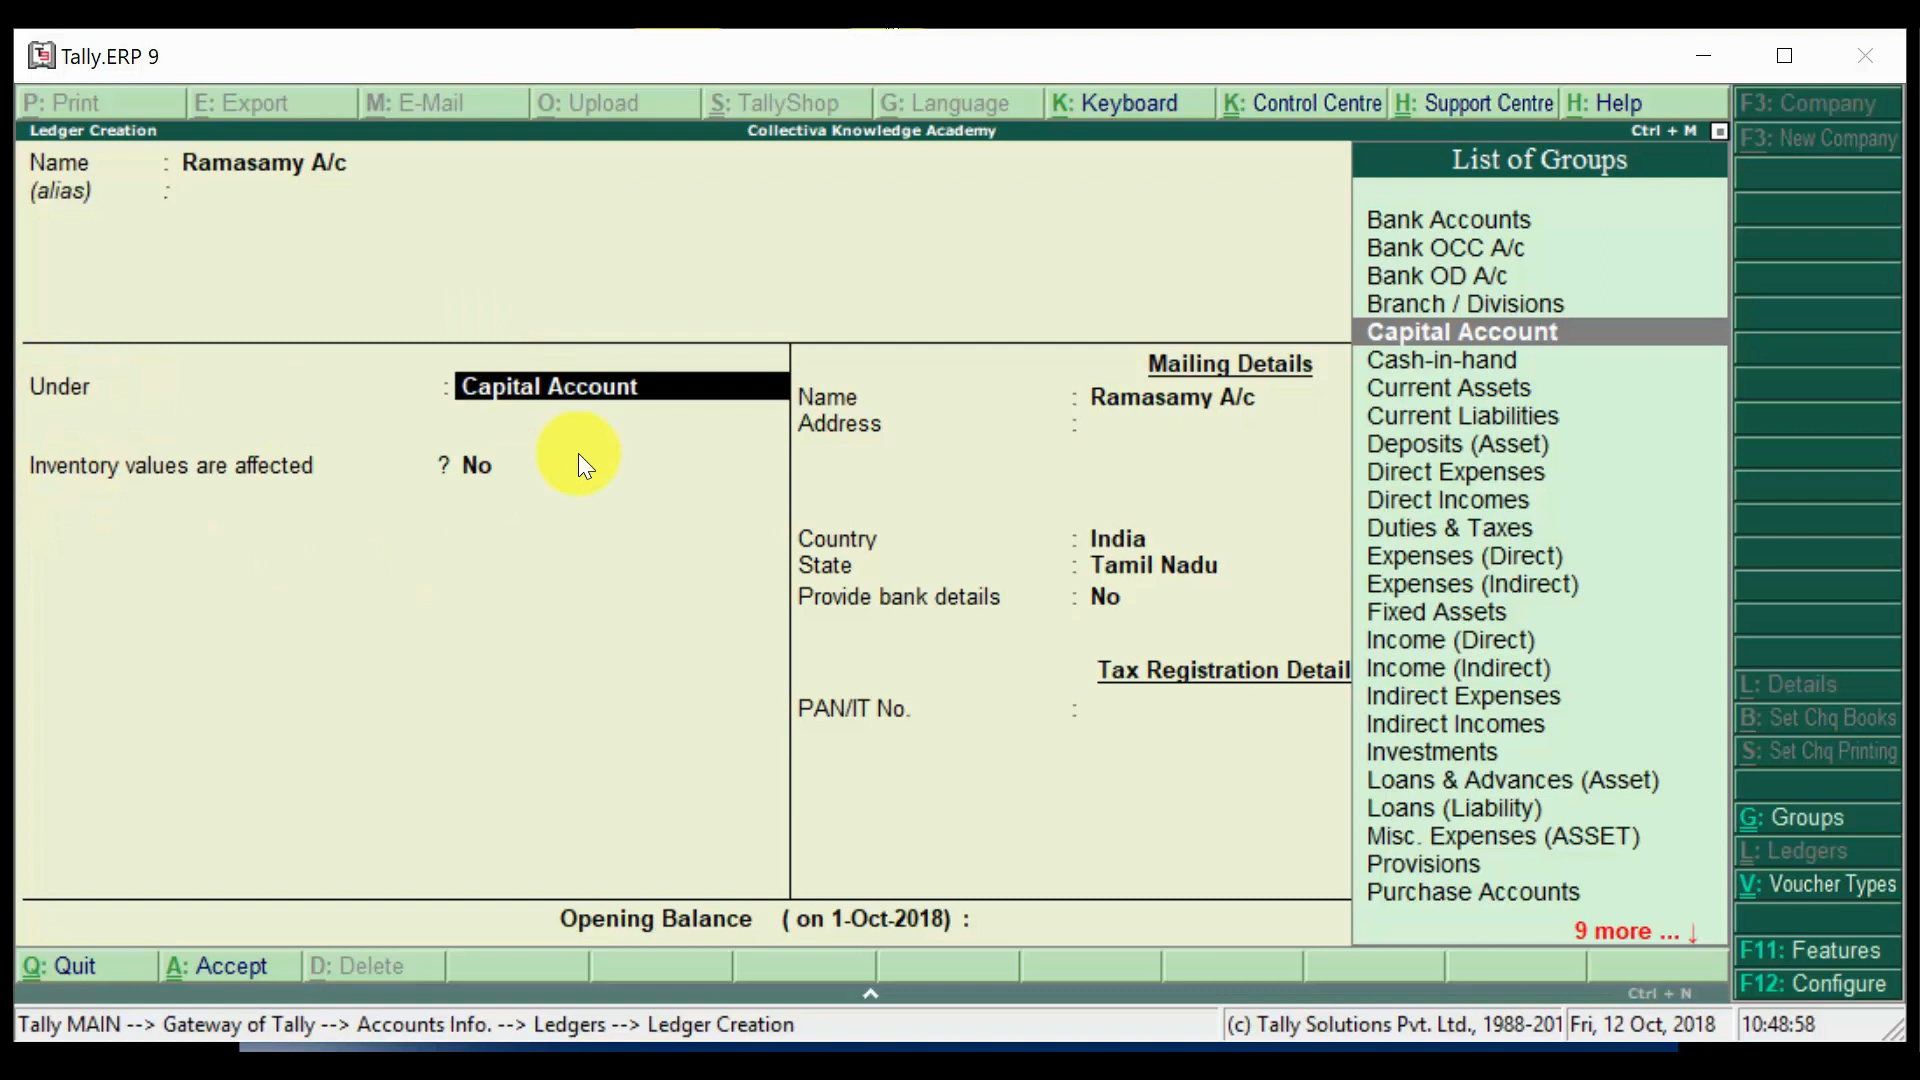 Tally.ERP 9
P: Print E: Export M: E-Mail O: Upload S: TallyShop G: Language K: Keyboard K: Control Centre H: Support Centre H: Help
Ledger Creation Collectiva Knowledge Academy Ctrl + M
Name : Ramasamy A/c
(alias) :
Under : Capital Account
Inventory values are affected ? No
Mailing Details
Name : Ramasamy A/c
Address :
Country : India
State : Tamil Nadu
Provide bank details : No
Tax Registration Detail
PAN/IT No. :
Opening Balance ( on 1-Oct-2018) :
List of Groups
Bank Accounts
Bank OCC A/c
Bank OD A/c
Branch / Divisions
Capital Account
Cash-in-hand
Current Assets
Current Liabilities
Deposits (Asset)
Direct Expenses
Direct Incomes
Duties & Taxes
Expenses (Direct)
Expenses (Indirect)
Fixed Assets
Income (Direct)
Income (Indirect)
Indirect Expenses
Indirect Incomes
Investments
Loans & Advances (Asset)
Loans (Liability)
Misc. Expenses (ASSET)
Provisions
Purchase Accounts
9 more ... ↓
F3: Company
F3: New Company
L: Details
B: Set Chq Books
S: Set Chq Printing
G: Groups
L: Ledgers
V: Voucher Types
F11: Features
F12: Configure
Q: Quit A: Accept D: Delete
Ctrl + N
Tally MAIN --> Gateway of Tally --> Accounts Info. --> Ledgers --> Ledger Creation (c) Tally Solutions Pvt. Ltd., 1988-201 Fri, 12 Oct, 2018 10:48:58